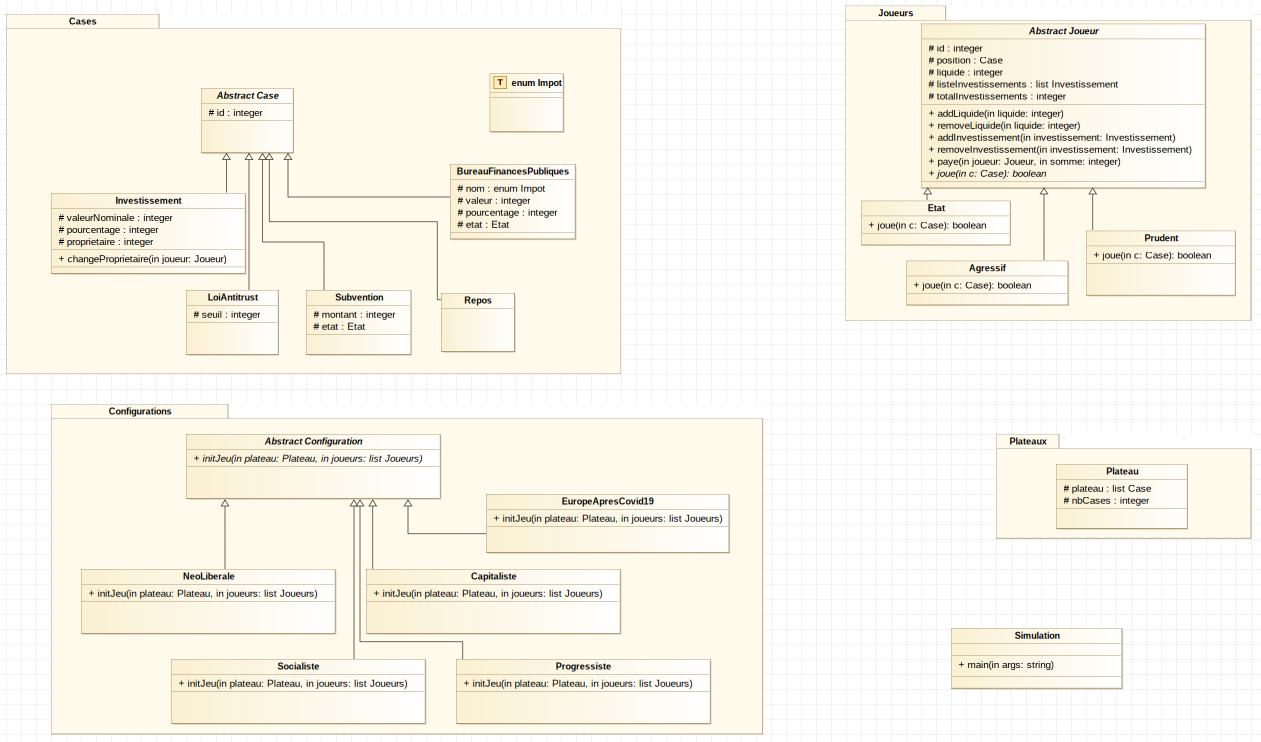 Cases
Abstract Case
# id : integer
T enum Impot
Investissement
# valeurNominale : integer
# pourcentage : integer
# proprietaire : integer
+ changeProprietaire(in joueur: Joueur)
BureauFinancesPubliques
# nom : enum Impot
# valeur : integer
# pourcentage : integer
# etat : Etat
LoiAntitrust
# seuil : integer
Subvention
# montant : integer
# etat : Etat
Repos
Joueurs
Abstract Joueur
# id : integer
# position : Case
# liquide : integer
# listeInvestissements : list Investissement
# totalInvestissements : integer
+ addLiquide(in liquide: integer)
+ removeLiquide(in liquide: integer)
+ addInvestissement(in investissement: Investissement)
+ removeInvestissement(in investissement: Investissement)
+ paye(in joueur: Joueur, in somme: integer)
+ joue(in c: Case): boolean
Etat
+ joue(in c: Case): boolean
Agressif
+ joue(in c: Case): boolean
Prudent
+ joue(in c: Case): boolean
Configurations
Abstract Configuration
+ initJeu(in plateau: Plateau, in joueurs: list Joueurs)
EuropeApresCovid19
+ initJeu(in plateau: Plateau, in joueurs: list Joueurs)
NeoLiberale
+ initJeu(in plateau: Plateau, in joueurs: list Joueurs)
Capitaliste
+ initJeu(in plateau: Plateau, in joueurs: list Joueurs)
Socialiste
+ initJeu(in plateau: Plateau, in joueurs: list Joueurs)
Progressiste
+ initJeu(in plateau: Plateau, in joueurs: list Joueurs)
Plateaux
Plateau
# plateau : list Case
# nbCases : integer
Simulation
+ main(in args: string)